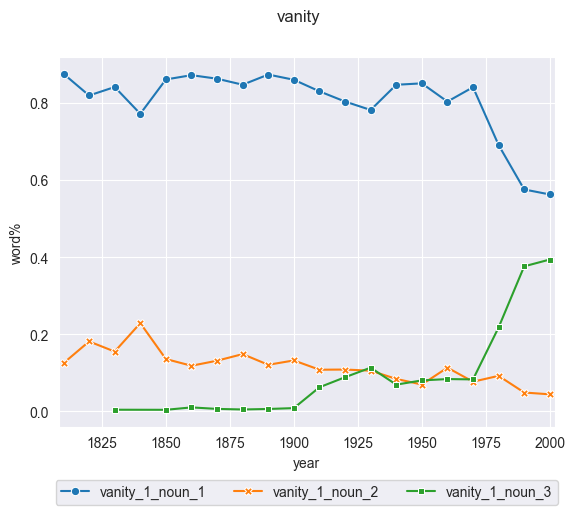 vanity
0.8
0.6
word%
0.4
0.2
0.0
1825 1850 1875 1900 1925 1950 1975 2000
year
vanity_1_noun_1 vanity_1_noun_2 vanity_1_noun_3